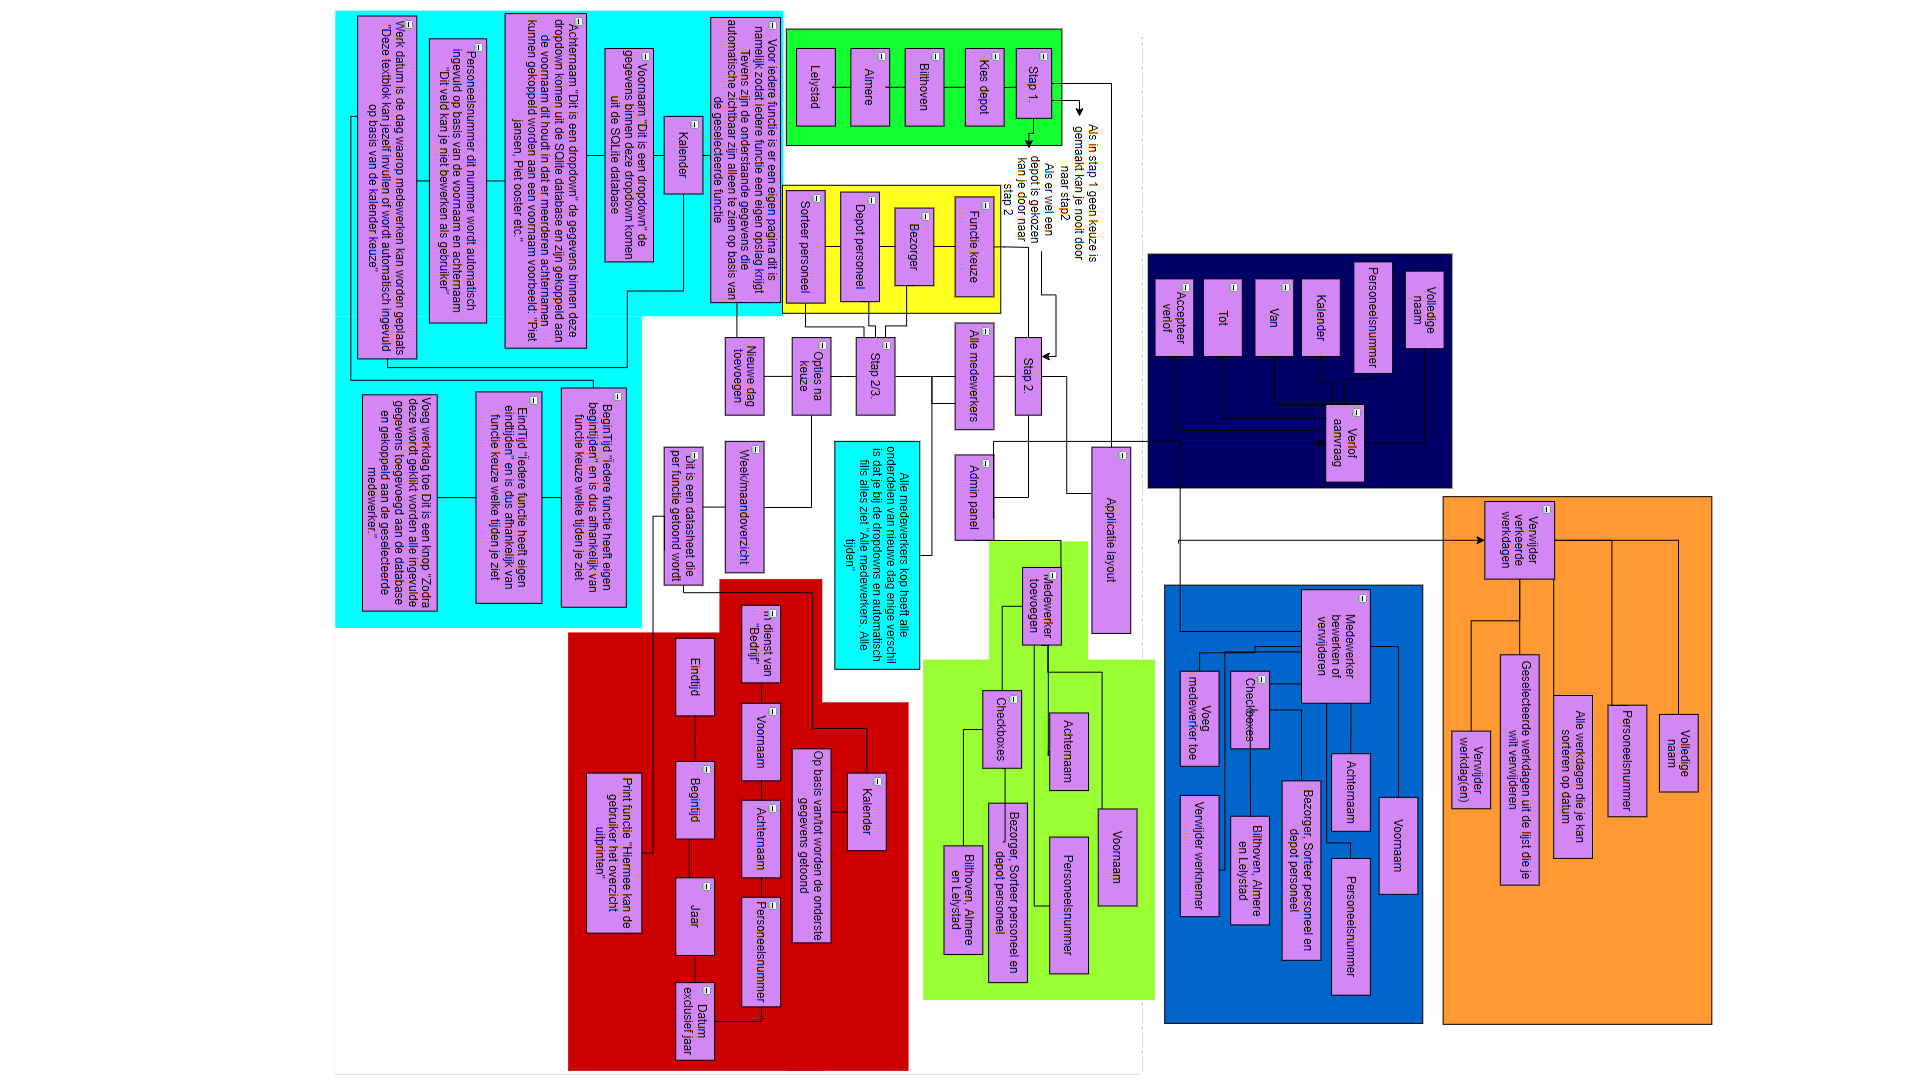 Applicatie layout
Als in stap 1 geen keuze is
gemaakt kan je nooit door
naar stap2
Als er wel een
depot is gekozen
kan je door naar
stap 2
Stap 1.
Kies depot
Bilthoven
Almere
Lelystad
Stap 2.
Functie keuze
Bezorger
Depot personeel
Sorteer personeel
Alle medewerkers
Admin panel
Stap 2/3.
Opties na
keuze
Nieuwe dag
toevoegen
Week/maandoverzicht
Dit is een datasheet die
per functie getoond wordt
Alle medewerkers kop heeft alle
onderdelen van nieuwe dag enige verschil
is dat je bij de dropdowns en automatisch
fills alles ziet "Alle medewerkers, Alle
tijden"
Voor iedere functie is er een eigen pagina dit is
namelijk zodat iedere functie een eigen opslag krijgt
Tevens zijn de onderstaande gegevens die
automatische zichtbaar zijn alleen te zien op basis van
de geselecteerde functie
Kalender
Voornaam "Dit is een dropdown" de
gegevens binnen deze dropdown komen
uit de SQLite database
Achternaam "Dit is een dropdown" de gegevens binnen deze
dropdown komen uit de SQlite database en zijn gekoppeld aan
de voornaam dit houdt in dat er meerderen achternamen
kunnen gekoppeld worden aan een voornaam voorbeeld: "Piet
jansen, Piet ooster etc."
Personeelsnummer dit nummer wordt automatisch
ingevuld op basis van de voornaam en achternaam
"Dit veld kan je niet bewerken als gebruiker"
Werk datum is de dag waarop medewerken kan worden geplaats
"Deze textblok kan jezelf invullen of wordt automatisch ingevuld
op basis van de kalender keuze"
BeginTijd "Iedere functie heeft eigen
begintijden" en is dus afhankelijk van
functie keuze welke tijden je ziet
EindTijd "Iedere functie heeft eigen
eindtijden" en is dus afhankelijk van
functie keuze welke tijden je ziet
Voeg werkdag toe Dit is een knop "Zodra
deze wordt geklikt worden alle ingevulde
gegevens toegevoegd aan de database
en gekoppeld aan de geselecteerde
medewerker."
Volledige
naam
Personeelsnummer
Kalender
Van
Tot
Accepteer
verlof
Verlof
aanvraag
Verwijder
verkeerde
werkdagen
Volledige
naam
Personeelsnummer
Alle werkdagen die je kan
sorteren op datum
Geselecteerde werkdagen uit de lijst die je
wilt verwijderen
Verwijder
werkdag(en)
Medewerker
bewerken of
verwijderen
Voornaam
Achternaam
Personeelsnummer
Bezorger, Sorteer personeel en
depot personeel
Checkboxes
Bilthoven, Almere
en Lelystad
Voeg
medewerker toe
Verwijder werknemer
Medewerker
toevoegen
Voornaam
Achternaam
Personeelsnummer
Checkboxes
Bezorger, Sorteer personeel en
depot personeel
Bilthoven, Almere
en Lelystad
Kalender
Op basis van/tot worden de onderste
gegevens getoond
In dienst van
"Bedrijf"
Voornaam
Achternaam
Personeelsnummer
Eindtijd
Begintijd
Jaar
Datum
exclusief jaar
Print functie "Hiermee kan de
gebruiker het overzicht
uitprinten"